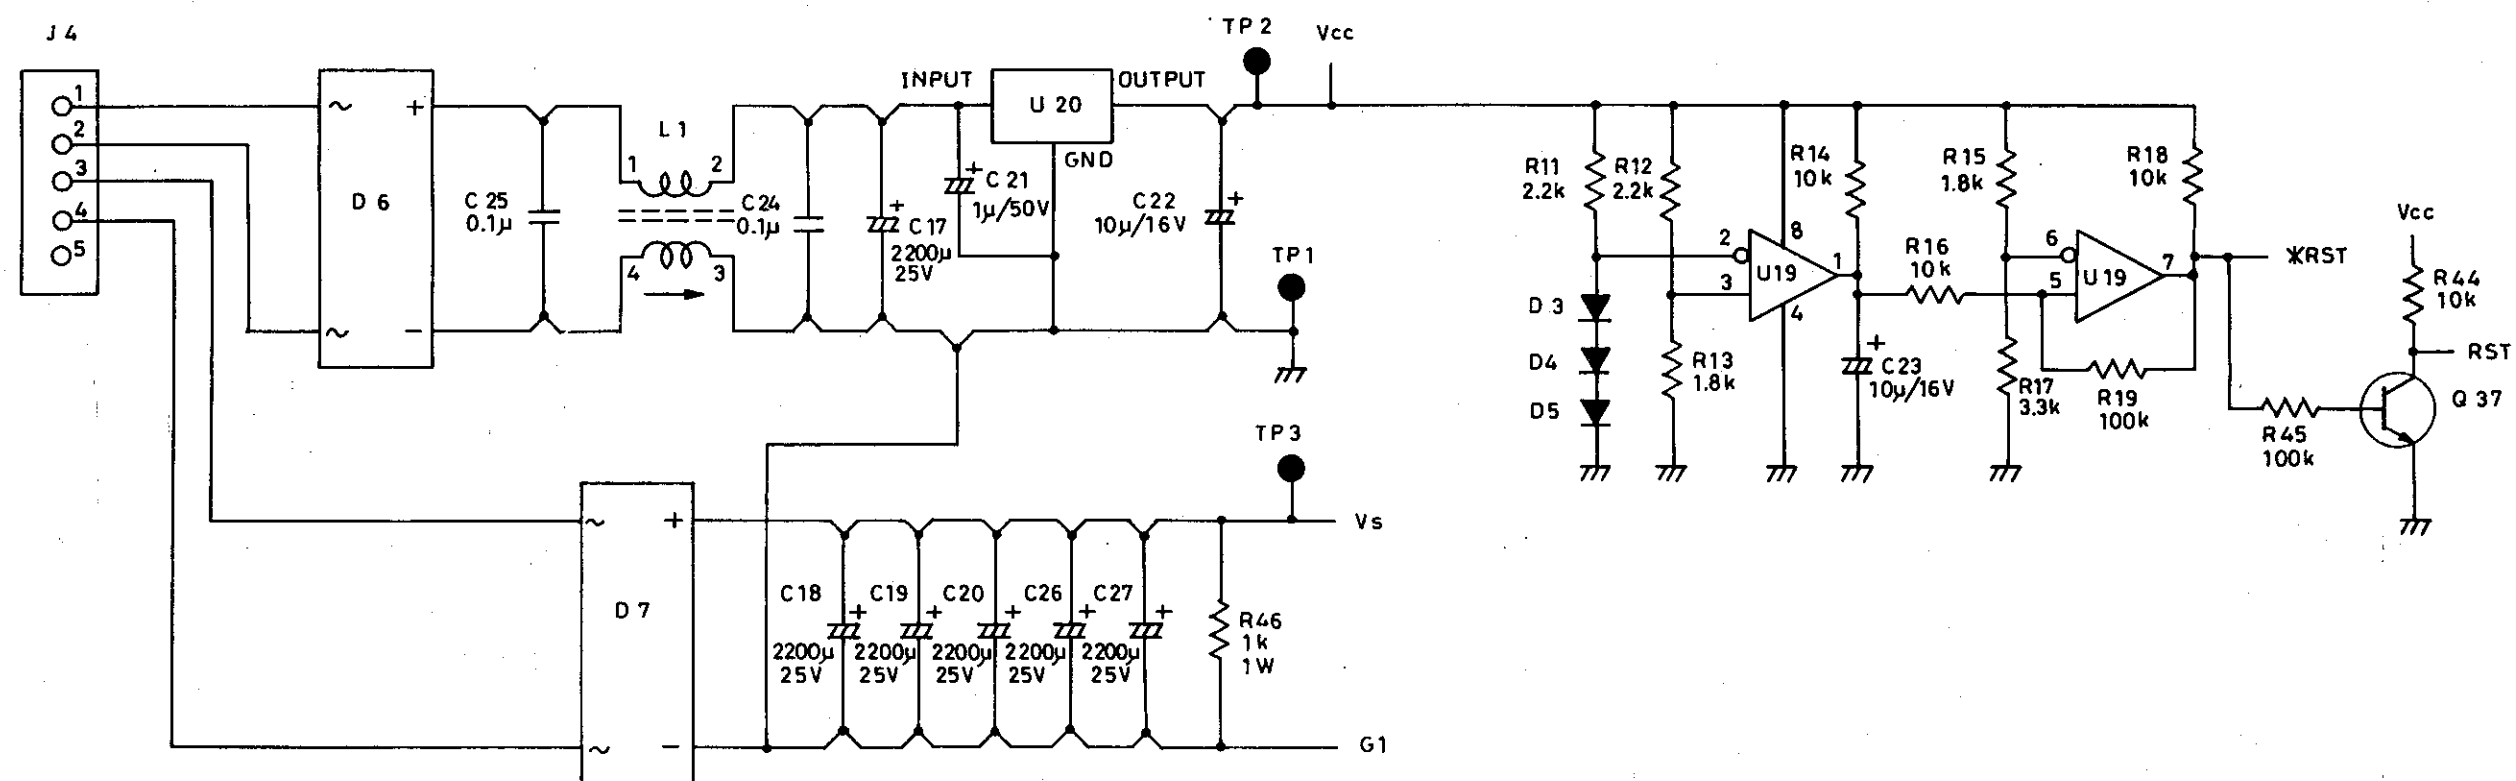 J4
1
2
3
4
5
~
+
D6
~
−
C25
0.1µ
L1
1
2
4
3
C24
0.1µ
+
C17
2200µ
25V
INPUT
U20
OUTPUT
GND
+
C21
1µ/50V
C22
10µ/16V
+
TP2
Vcc
TP1
R11
2.2k
R12
2.2k
D3
D4
D5
R13
1.8k
2
3
U19
8
4
1
R14
10k
+
C23
10µ/16V
R16
10k
R15
1.8k
R17
3.3k
6
5
U19
7
R18
10k
R19
100k
*RST
R45
100k
Vcc
R44
10k
RST
Q37
~
+
D7
~
−
C18
+
2200µ
25V
C19
+
2200µ
25V
C20
+
2200µ
25V
C26
+
2200µ
25V
C27
+
2200µ
25V
R46
1k
1W
TP3
Vs
G1